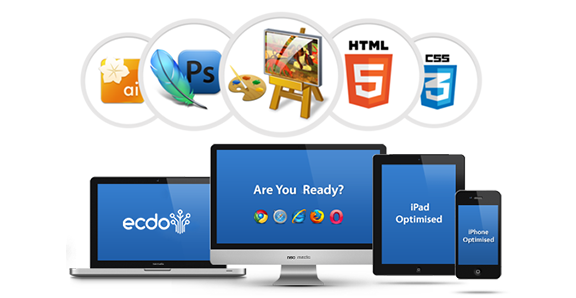 ai
Ps
HTML
5
CSS
3
ecdo
Are You Ready?
iPad
Optimised
iPhone
Optimised